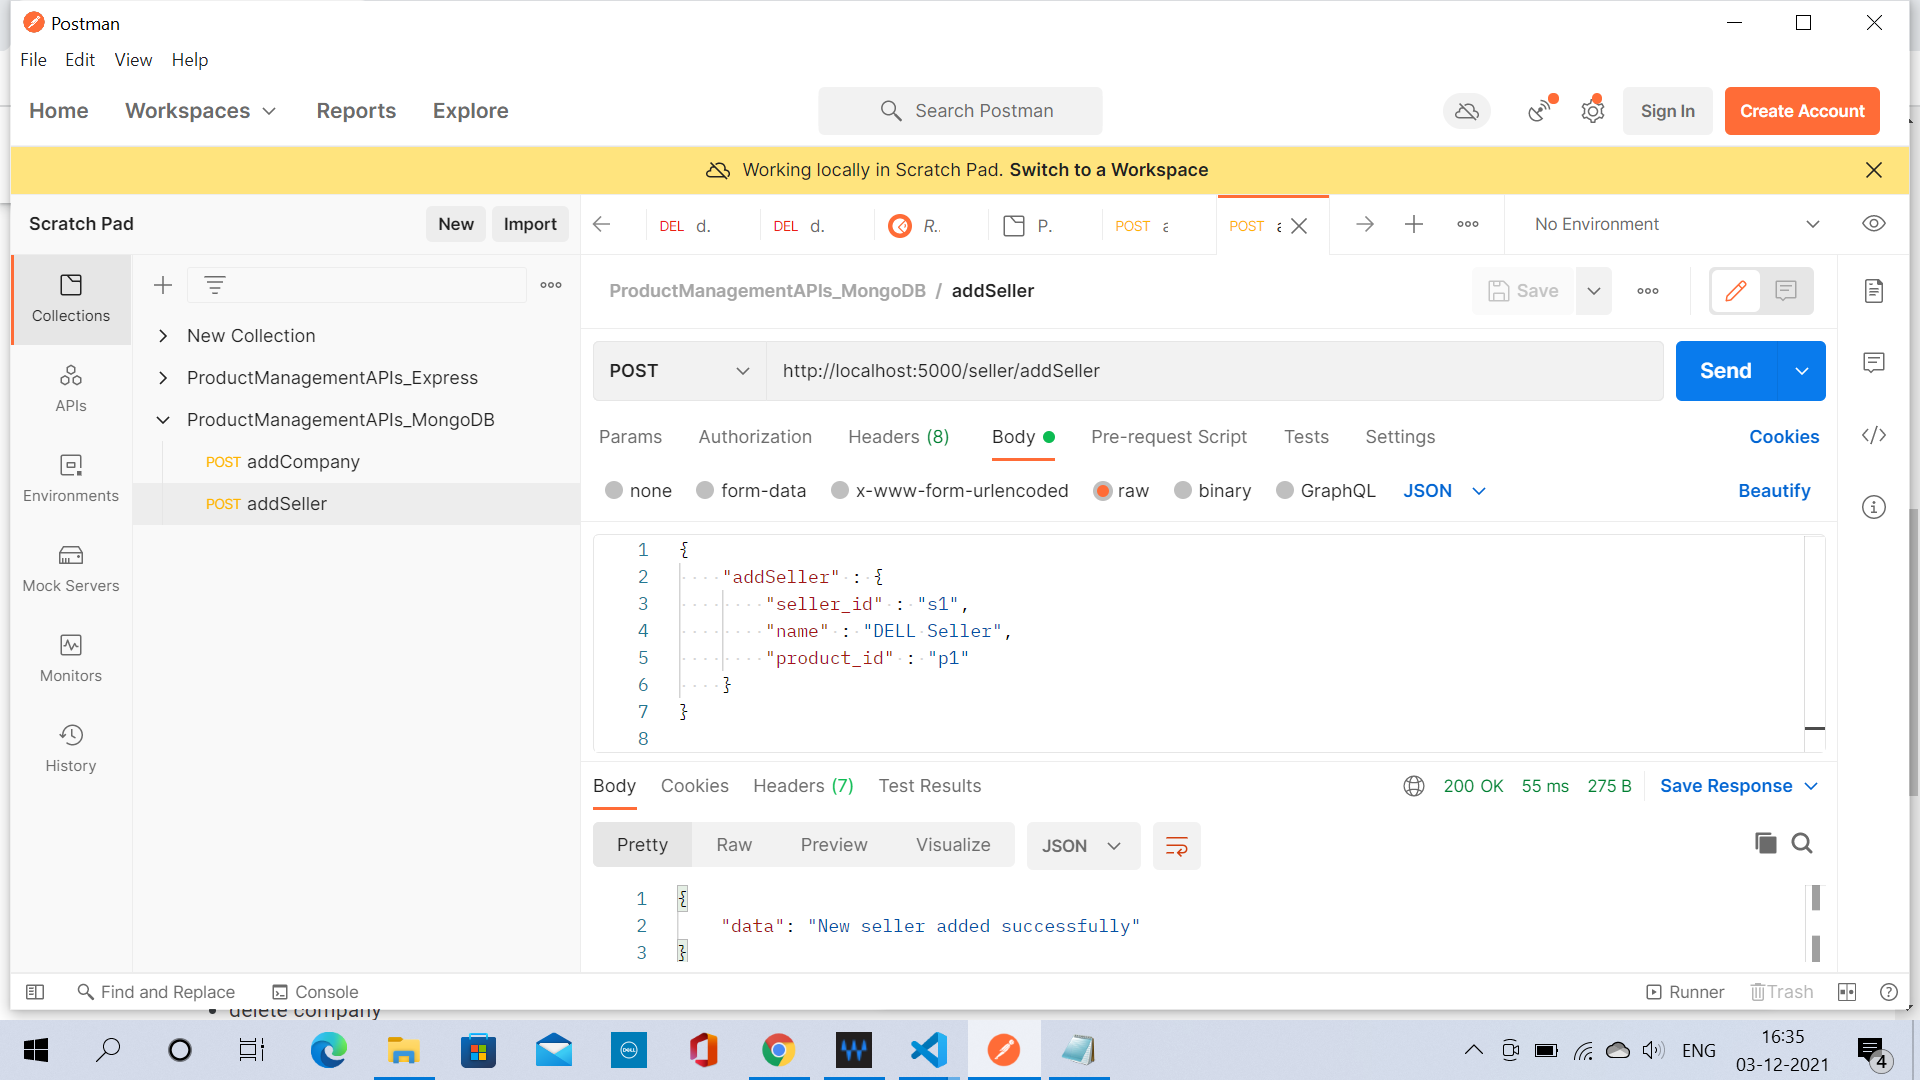 Postman
File Edit View Help
Home Workspaces Reports Explore Search Postman Sign In Create Account
Working locally in Scratch Pad. Switch to a Workspace
Scratch Pad New Import DEL d. DEL d. R.. P. POST POST No Environment
Collections
APIs
Environments
Mock Servers
Monitors
History
New Collection
ProductManagementAPIs_Express
ProductManagementAPIs_MongoDB
POST addCompany
POST addSeller
ProductManagementAPIs_MongoDB / addSeller Save
POST http://localhost:5000/seller/addSeller Send
Params Authorization Headers (8) Body Pre-request Script Tests Settings Cookies
none form-data x-www-form-urlencoded raw binary GraphQL JSON Beautify
1 {
2 "addSeller" : {
3 "seller_id" : "s1",
4 "name" : "DELL Seller",
5 "product_id" : "p1"
6 }
7 }
8
Body Cookies Headers (7) Test Results 200 OK 55 ms 275 B Save Response
Pretty Raw Preview Visualize JSON
1 {
2 "data": "New seller added successfully"
3 }
Find and Replace Console Runner Trash
delete company
DELL
ENG 16:35
03-12-2021
4